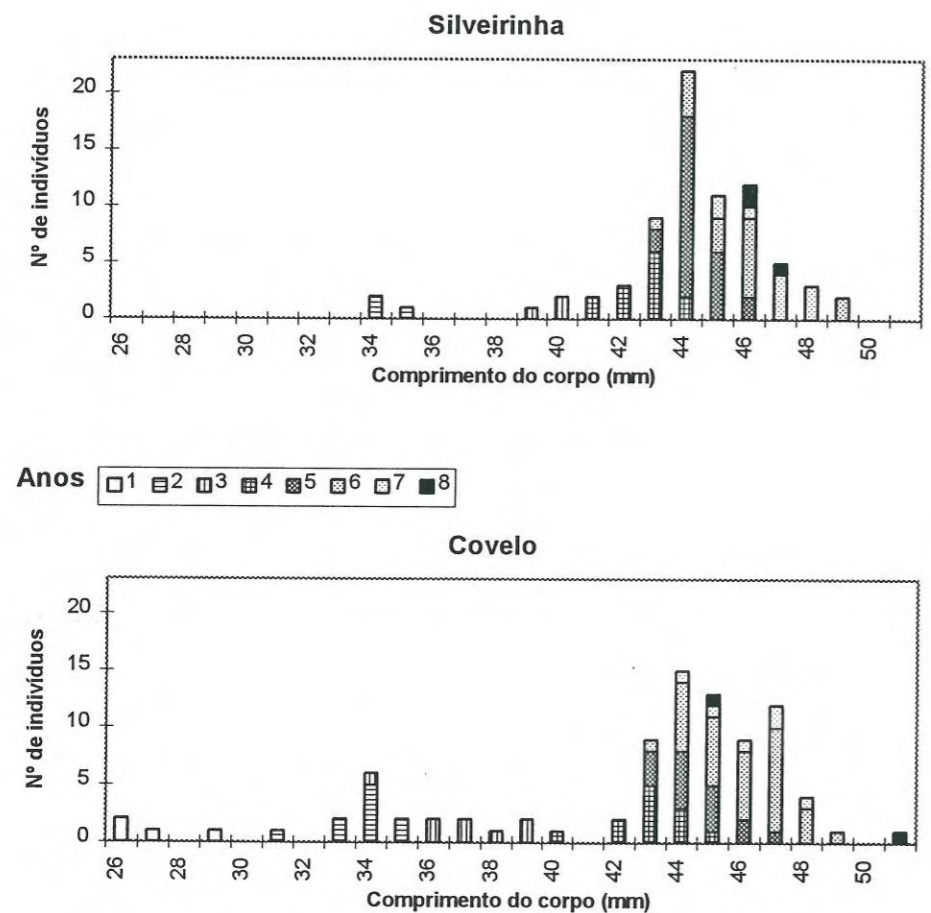 Silveirinha
Nº de indivíduos
20
15
10
5
0
26 28 30 32 34 36 38 40 42 44 46 48 50
Comprimento do corpo (mm)
Anos 1 2 3 4 5 6 7 8
Covelo
Nº de indivíduos
20
15
10
5
0
26 28 30 32 34 36 38 40 42 44 46 48 50
Comprimento do corpo (mm)